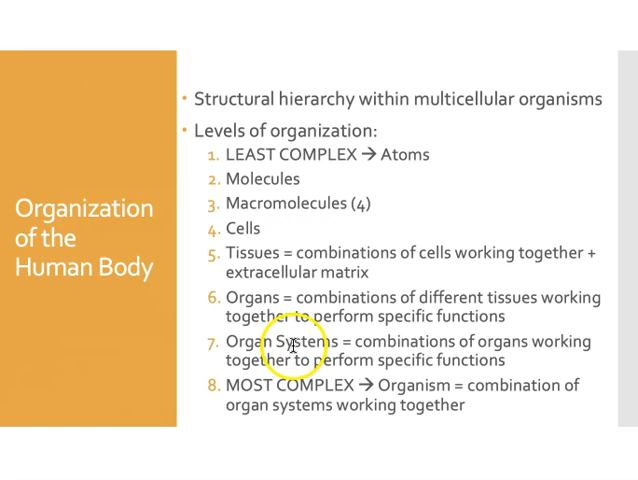 Organization
of the
Human Body
• Structural hierarchy within multicellular organisms
• Levels of organization:
1. LEAST COMPLEX → Atoms
2. Molecules
3. Macromolecules (4)
4. Cells
5. Tissues = combinations of cells working together +
extracellular matrix
6. Organs = combinations of different tissues working
together to perform specific functions
7. Organ Systems = combinations of organs working
together to perform specific functions
8. MOST COMPLEX → Organism = combination of
organ systems working together